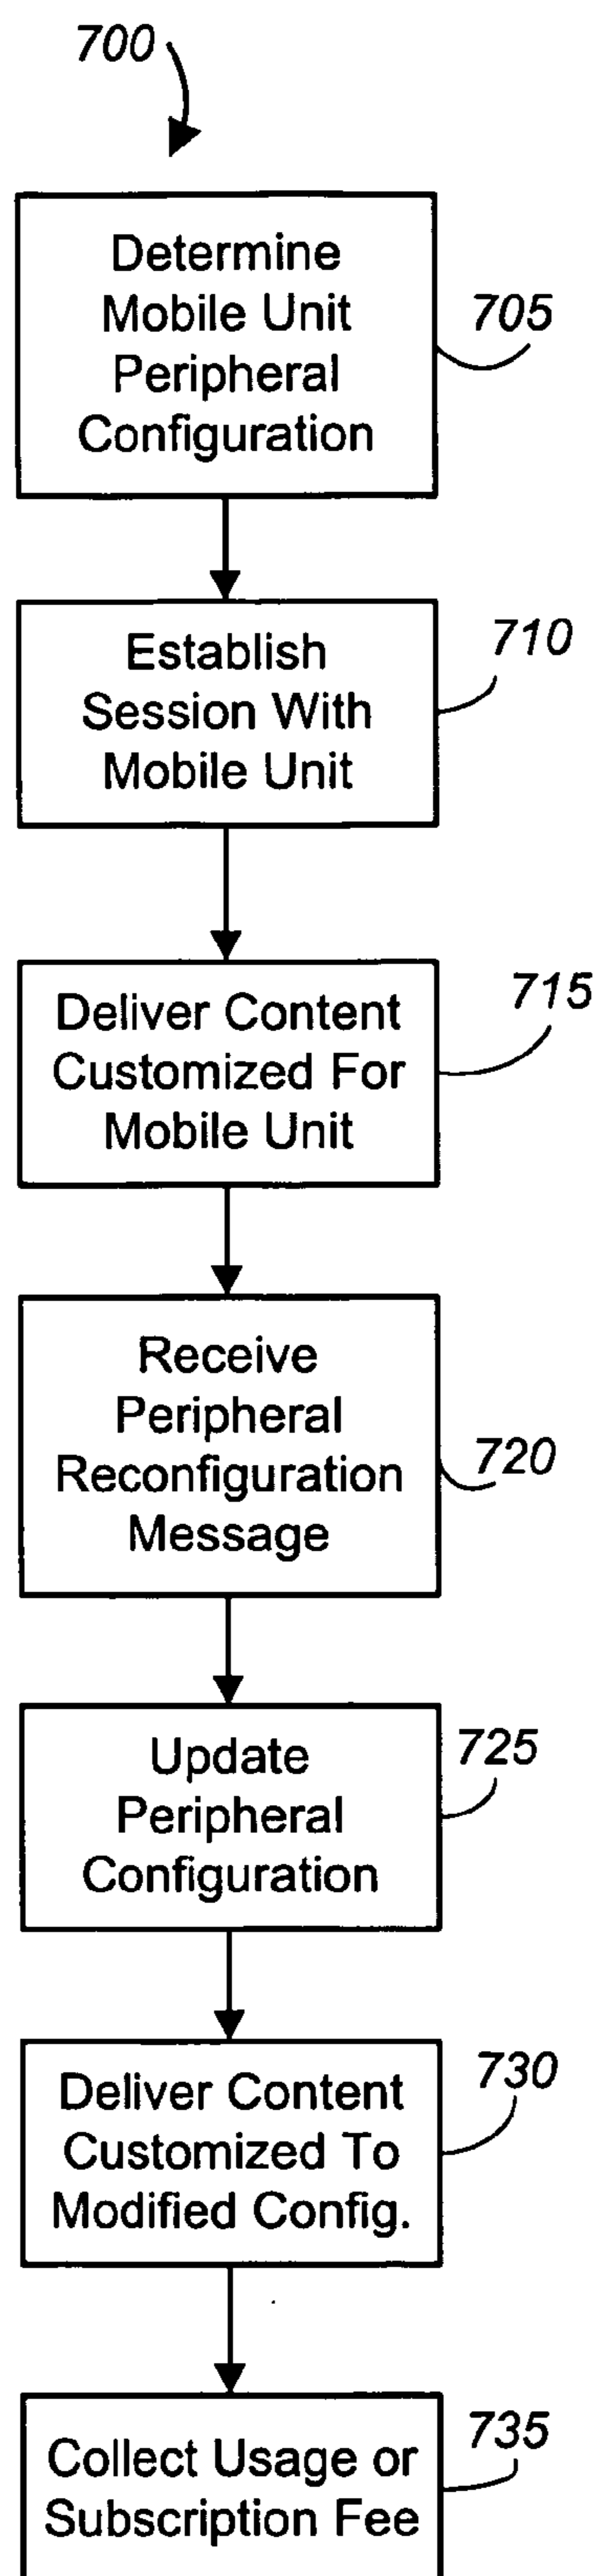 700
Determine
Mobile Unit
Peripheral
Configuration
705
Establish
Session With
Mobile Unit
710
Deliver Content
Customized For
Mobile Unit
715
Receive
Peripheral
Reconfiguration
Message
720
Update
Peripheral
Configuration
725
Deliver Content
Customized To
Modified Config.
730
Collect Usage or
Subscription Fee
735